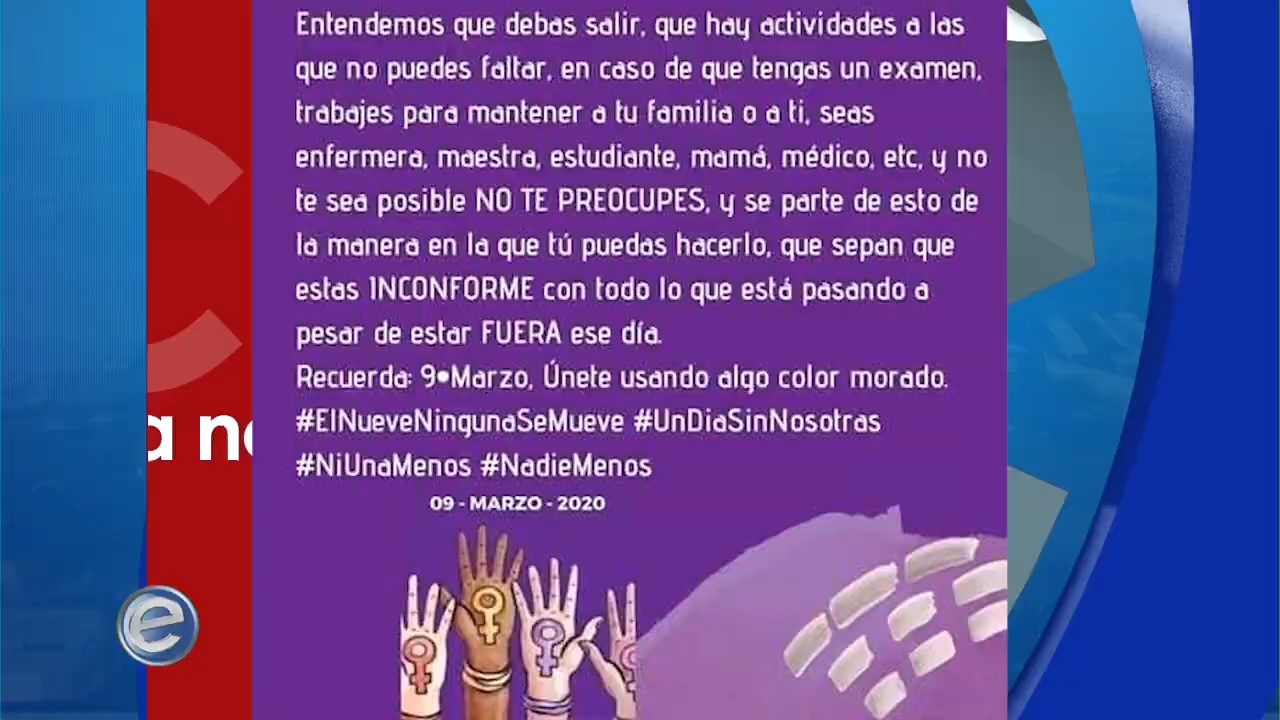 Entendemos que debas salir, que hay actividades a las
que no puedes faltar, en caso de que tengas un examen,
trabajes para mantener a tu familia o a ti, seas
enfermera, maestra, estudiante, mamá, médico, etc, y no
te sea posible NO TE PREOCUPES, y se parte de esto de
la manera en la que tú puedas hacerlo, que sepan que
estas INCONFORME con todo lo que está pasando a
pesar de estar FUERA ese día.
Recuerda: 9•Marzo, Únete usando algo color morado.
#ElNueveNingunaSeMueve #UnDiaSinNosotras
#NiUnaMenos #NadieMenos
09 - MARZO - 2020
a n
e